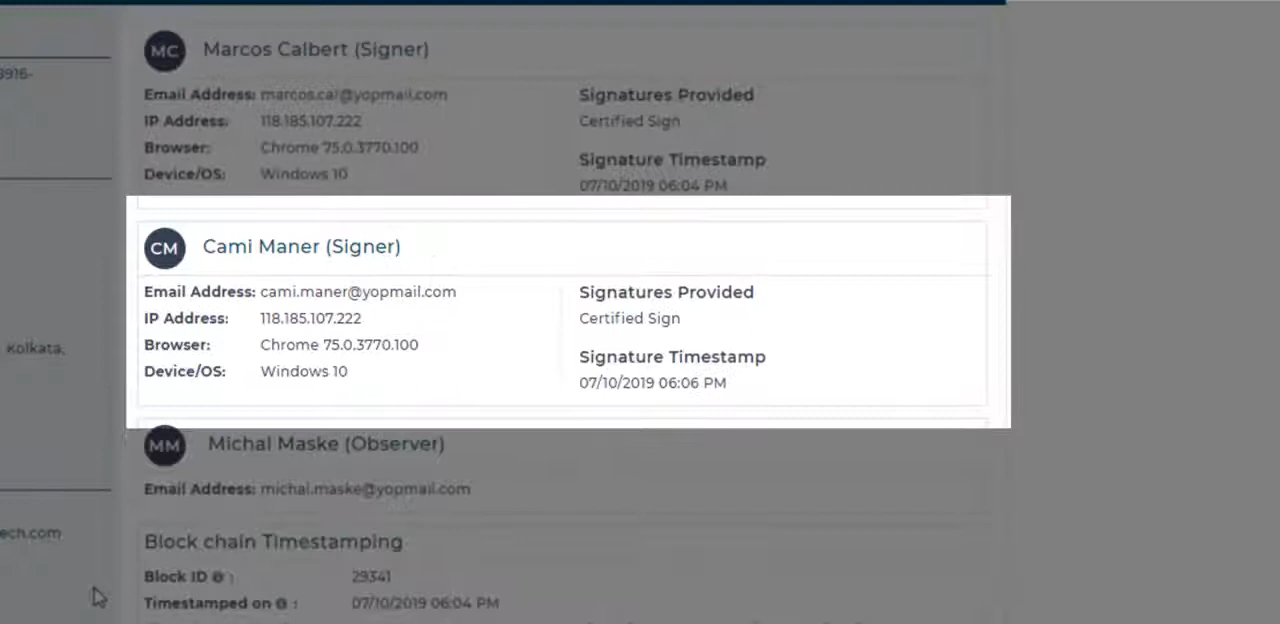 MC Marcos Calbert (Signer)
3916-
Email Address: marcos.cal@yopmail.com
IP Address: 118.185.107.222
Browser: Chrome 75.0.3770.100
Device/OS: Windows 10
Signatures Provided
Certified Sign
Signature Timestamp
07/10/2019 06:04 PM
CM Cami Maner (Signer)
Email Address: cami.maner@yopmail.com
IP Address: 118.185.107.222
Browser: Chrome 75.0.3770.100
Device/OS: Windows 10
Signatures Provided
Certified Sign
Signature Timestamp
07/10/2019 06:06 PM
Kolkata,
MM Michal Maske (Observer)
Email Address: michal.maske@yopmail.com
ech.com
Block chain Timestamping
Block ID : 29341
Timestamped on : 07/10/2019 06:04 PM